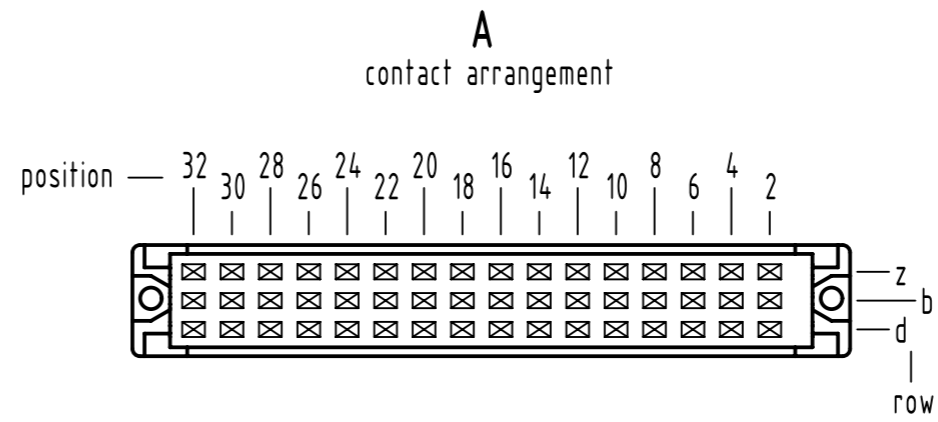 A
contact arrangement
position 32 30 28 26 24 22 20 18 16 14 12 10 8 6 4 2
z
b
d
row